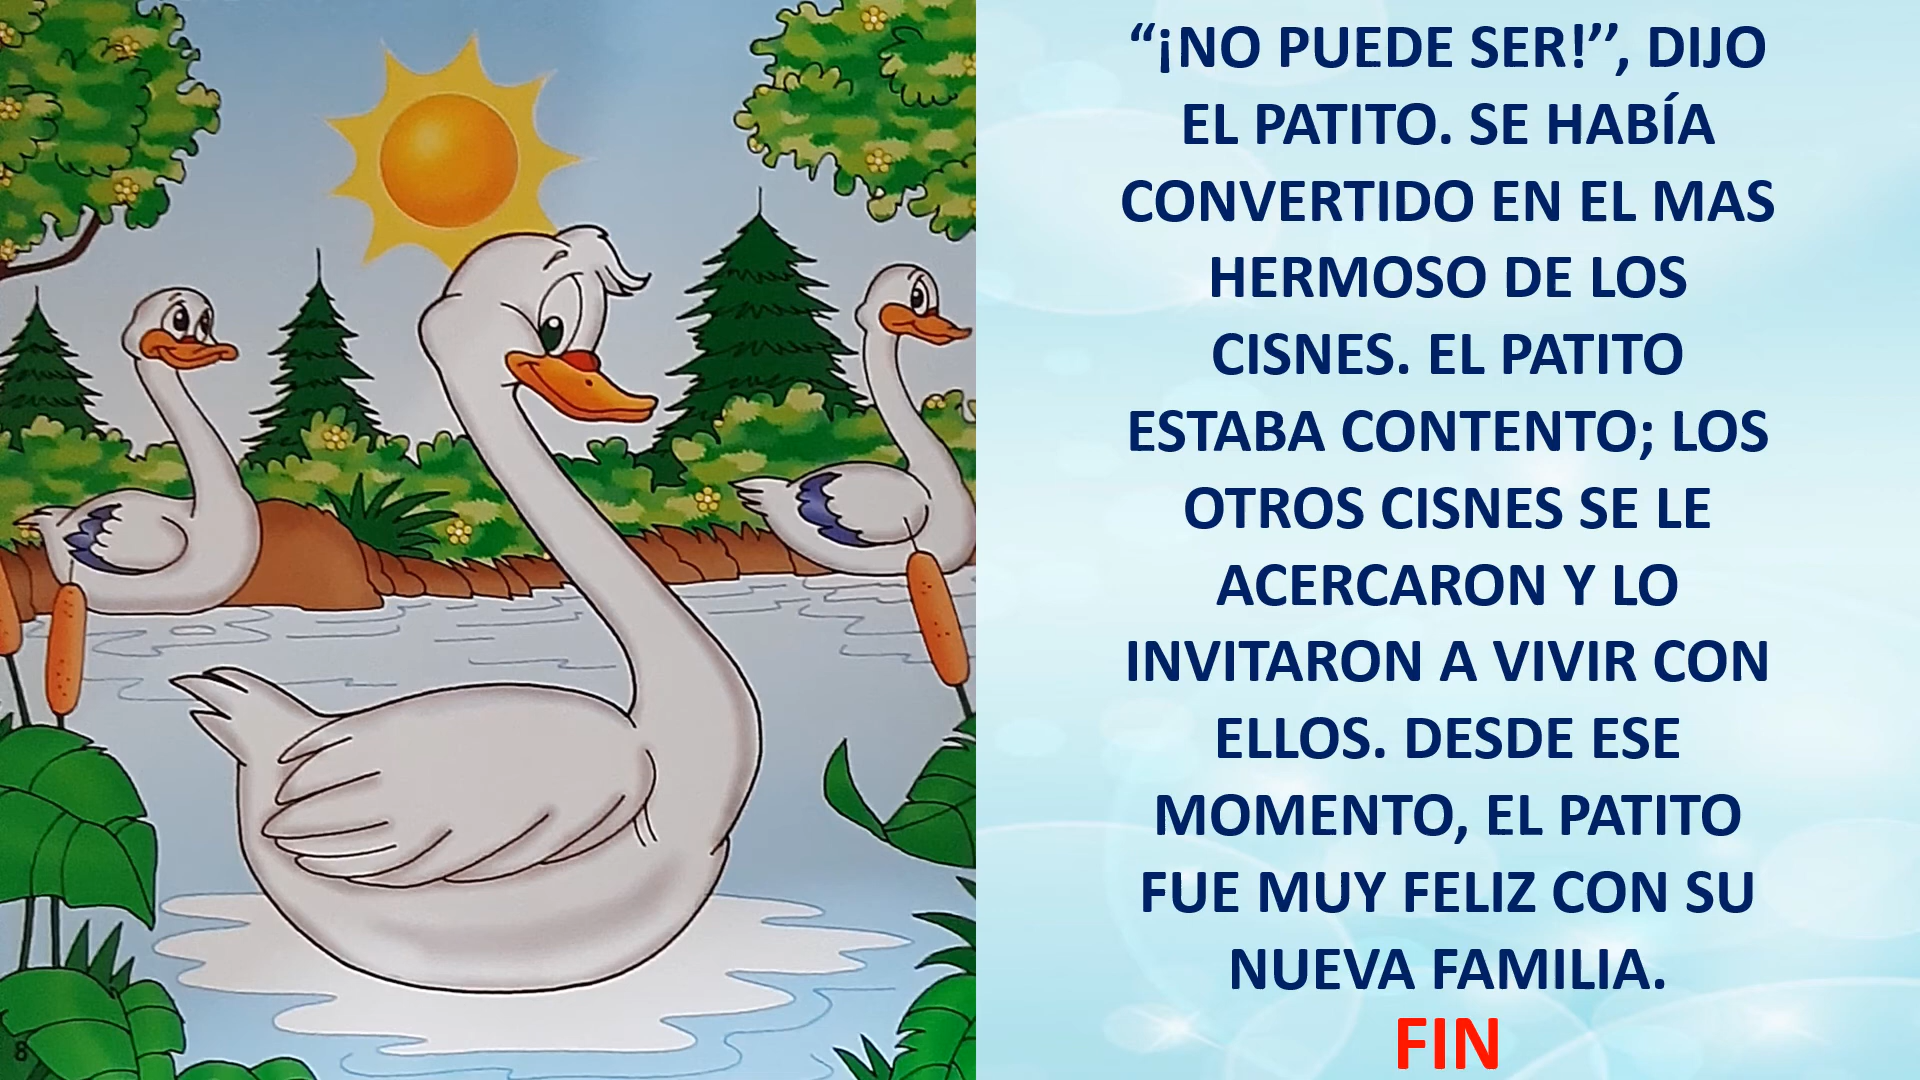 “¡NO PUEDE SER!’’, DIJO
EL PATITO. SE HABÍA
CONVERTIDO EN EL MAS
HERMOSO DE LOS
CISNES. EL PATITO
ESTABA CONTENTO; LOS
OTROS CISNES SE LE
ACERCARON Y LO
INVITARON A VIVIR CON
ELLOS. DESDE ESE
MOMENTO, EL PATITO
FUE MUY FELIZ CON SU
NUEVA FAMILIA.
FIN
8